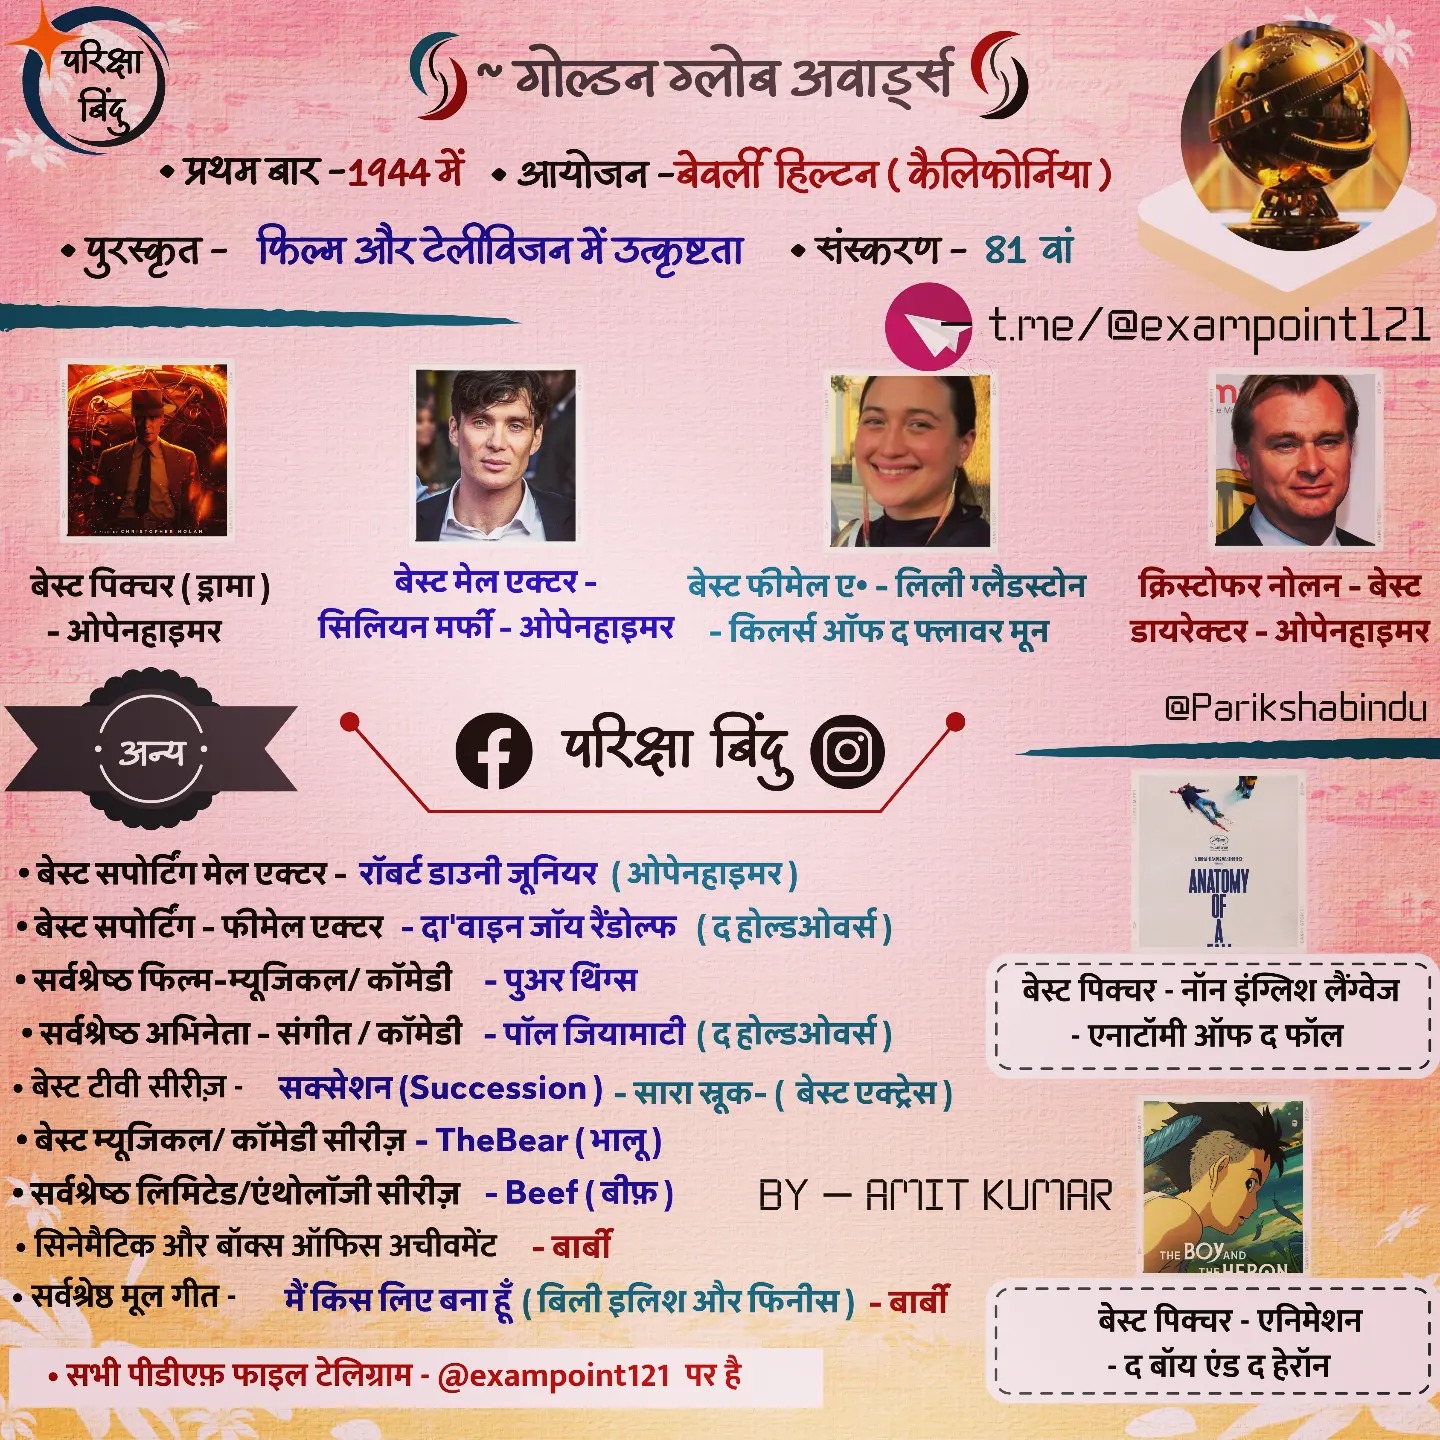 परिक्षा
बिंदु
~ गोल्डन ग्लोब अवार्ड्स
• प्रथम बार -1944 में • आयोजन -बेवर्ली हिल्टन ( कैलिफोर्निया )
• पुरस्कृत - फिल्म और टेलीविजन में उत्कृष्टता • संस्करण - 81 वां
t.me/@exampoint121
CHRISTOPHER NOLAN
बेस्ट पिक्चर ( ड्रामा )
- ओपेनहाइमर
बेस्ट मेल एक्टर -
सिलियन मर्फी - ओपेनहाइमर
बेस्ट फीमेल ए• - लिली ग्लैडस्टोन
- किलर्स ऑफ द फ्लावर मून
क्रिस्टोफर नोलन - बेस्ट
डायरेक्टर - ओपेनहाइमर
अन्य
परिक्षा बिंदु
@Parikshabindu
• बेस्ट सपोर्टिंग मेल एक्टर - रॉबर्ट डाउनी जूनियर ( ओपेनहाइमर )
• बेस्ट सपोर्टिंग - फीमेल एक्टर - दा'वाइन जॉय रैंडोल्फ ( द होल्डओवर्स )
• सर्वश्रेष्ठ फिल्म-म्यूजिकल/ कॉमेडी - पुअर थिंग्स
• सर्वश्रेष्ठ अभिनेता - संगीत / कॉमेडी - पॉल जियामाटी ( द होल्डओवर्स )
• बेस्ट टीवी सीरीज़ - सक्सेशन (Succession ) - सारा स्नूक- ( बेस्ट एक्ट्रेस )
• बेस्ट म्यूजिकल/ कॉमेडी सीरीज़ - TheBear ( भालू )
• सर्वश्रेष्ठ लिमिटेड/एंथोलॉजी सीरीज़ - Beef ( बीफ़ )
• सिनेमैटिक और बॉक्स ऑफिस अचीवमेंट - बार्बी
• सर्वश्रेष्ठ मूल गीत - मैं किस लिए बना हूँ ( बिली इलिश और फिनीस ) - बार्बी
• सभी पीडीएफ़ फाइल टेलिग्राम - @exampoint121 पर है
ANATOMY
OF
A
बेस्ट पिक्चर - नॉन इंग्लिश लैंग्वेज
- एनाटॉमी ऑफ द फॉल
BY – AMIT KUMAR
THE BOY AND
THE HERON
बेस्ट पिक्चर - एनिमेशन
- द बॉय एंड द हेरॉन